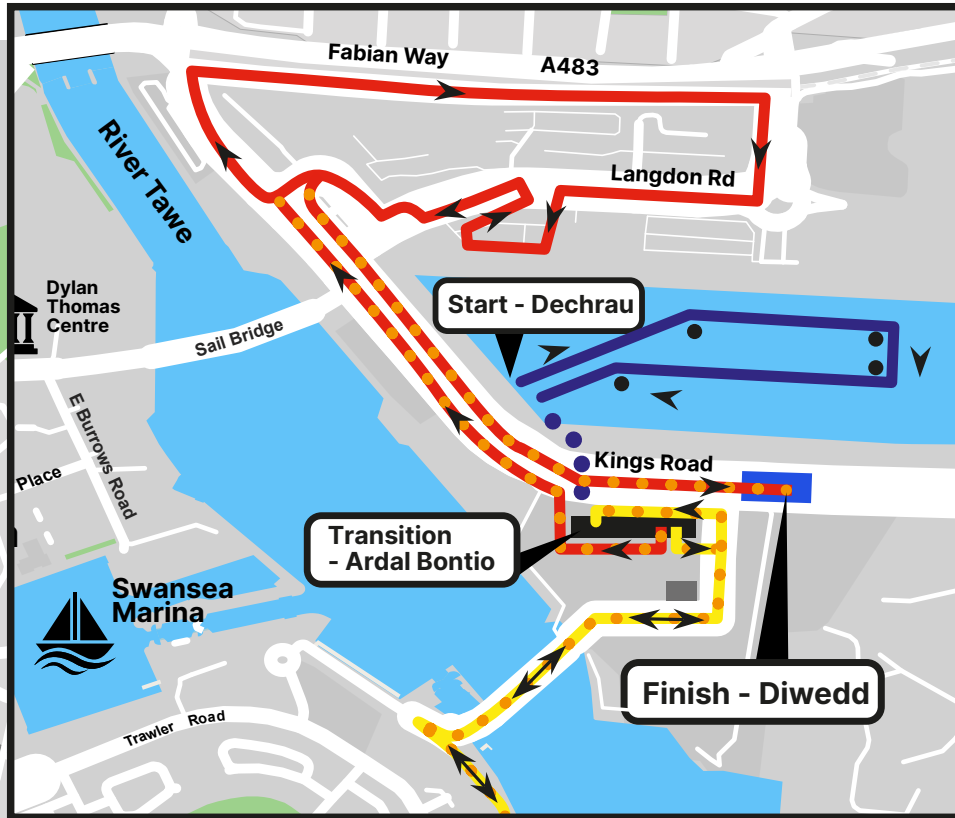 Fabian Way
A483
River Tawe
Langdon Rd
Dylan
Thomas
Centre
Start - Dechrau
Sail Bridge
E Burrows Road
Place
Kings Road
Transition
- Ardal Bontio
Swansea
Marina
Finish - Diwedd
Trawler Road